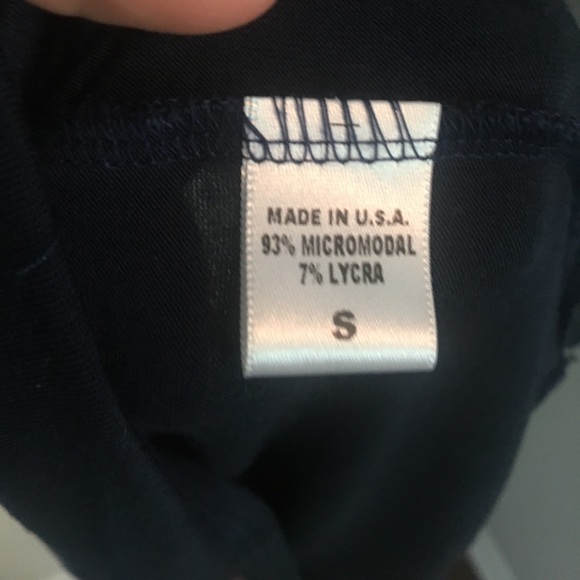 MADE IN U.S.A.
93% MICROMODAL
7% LYCRA
S